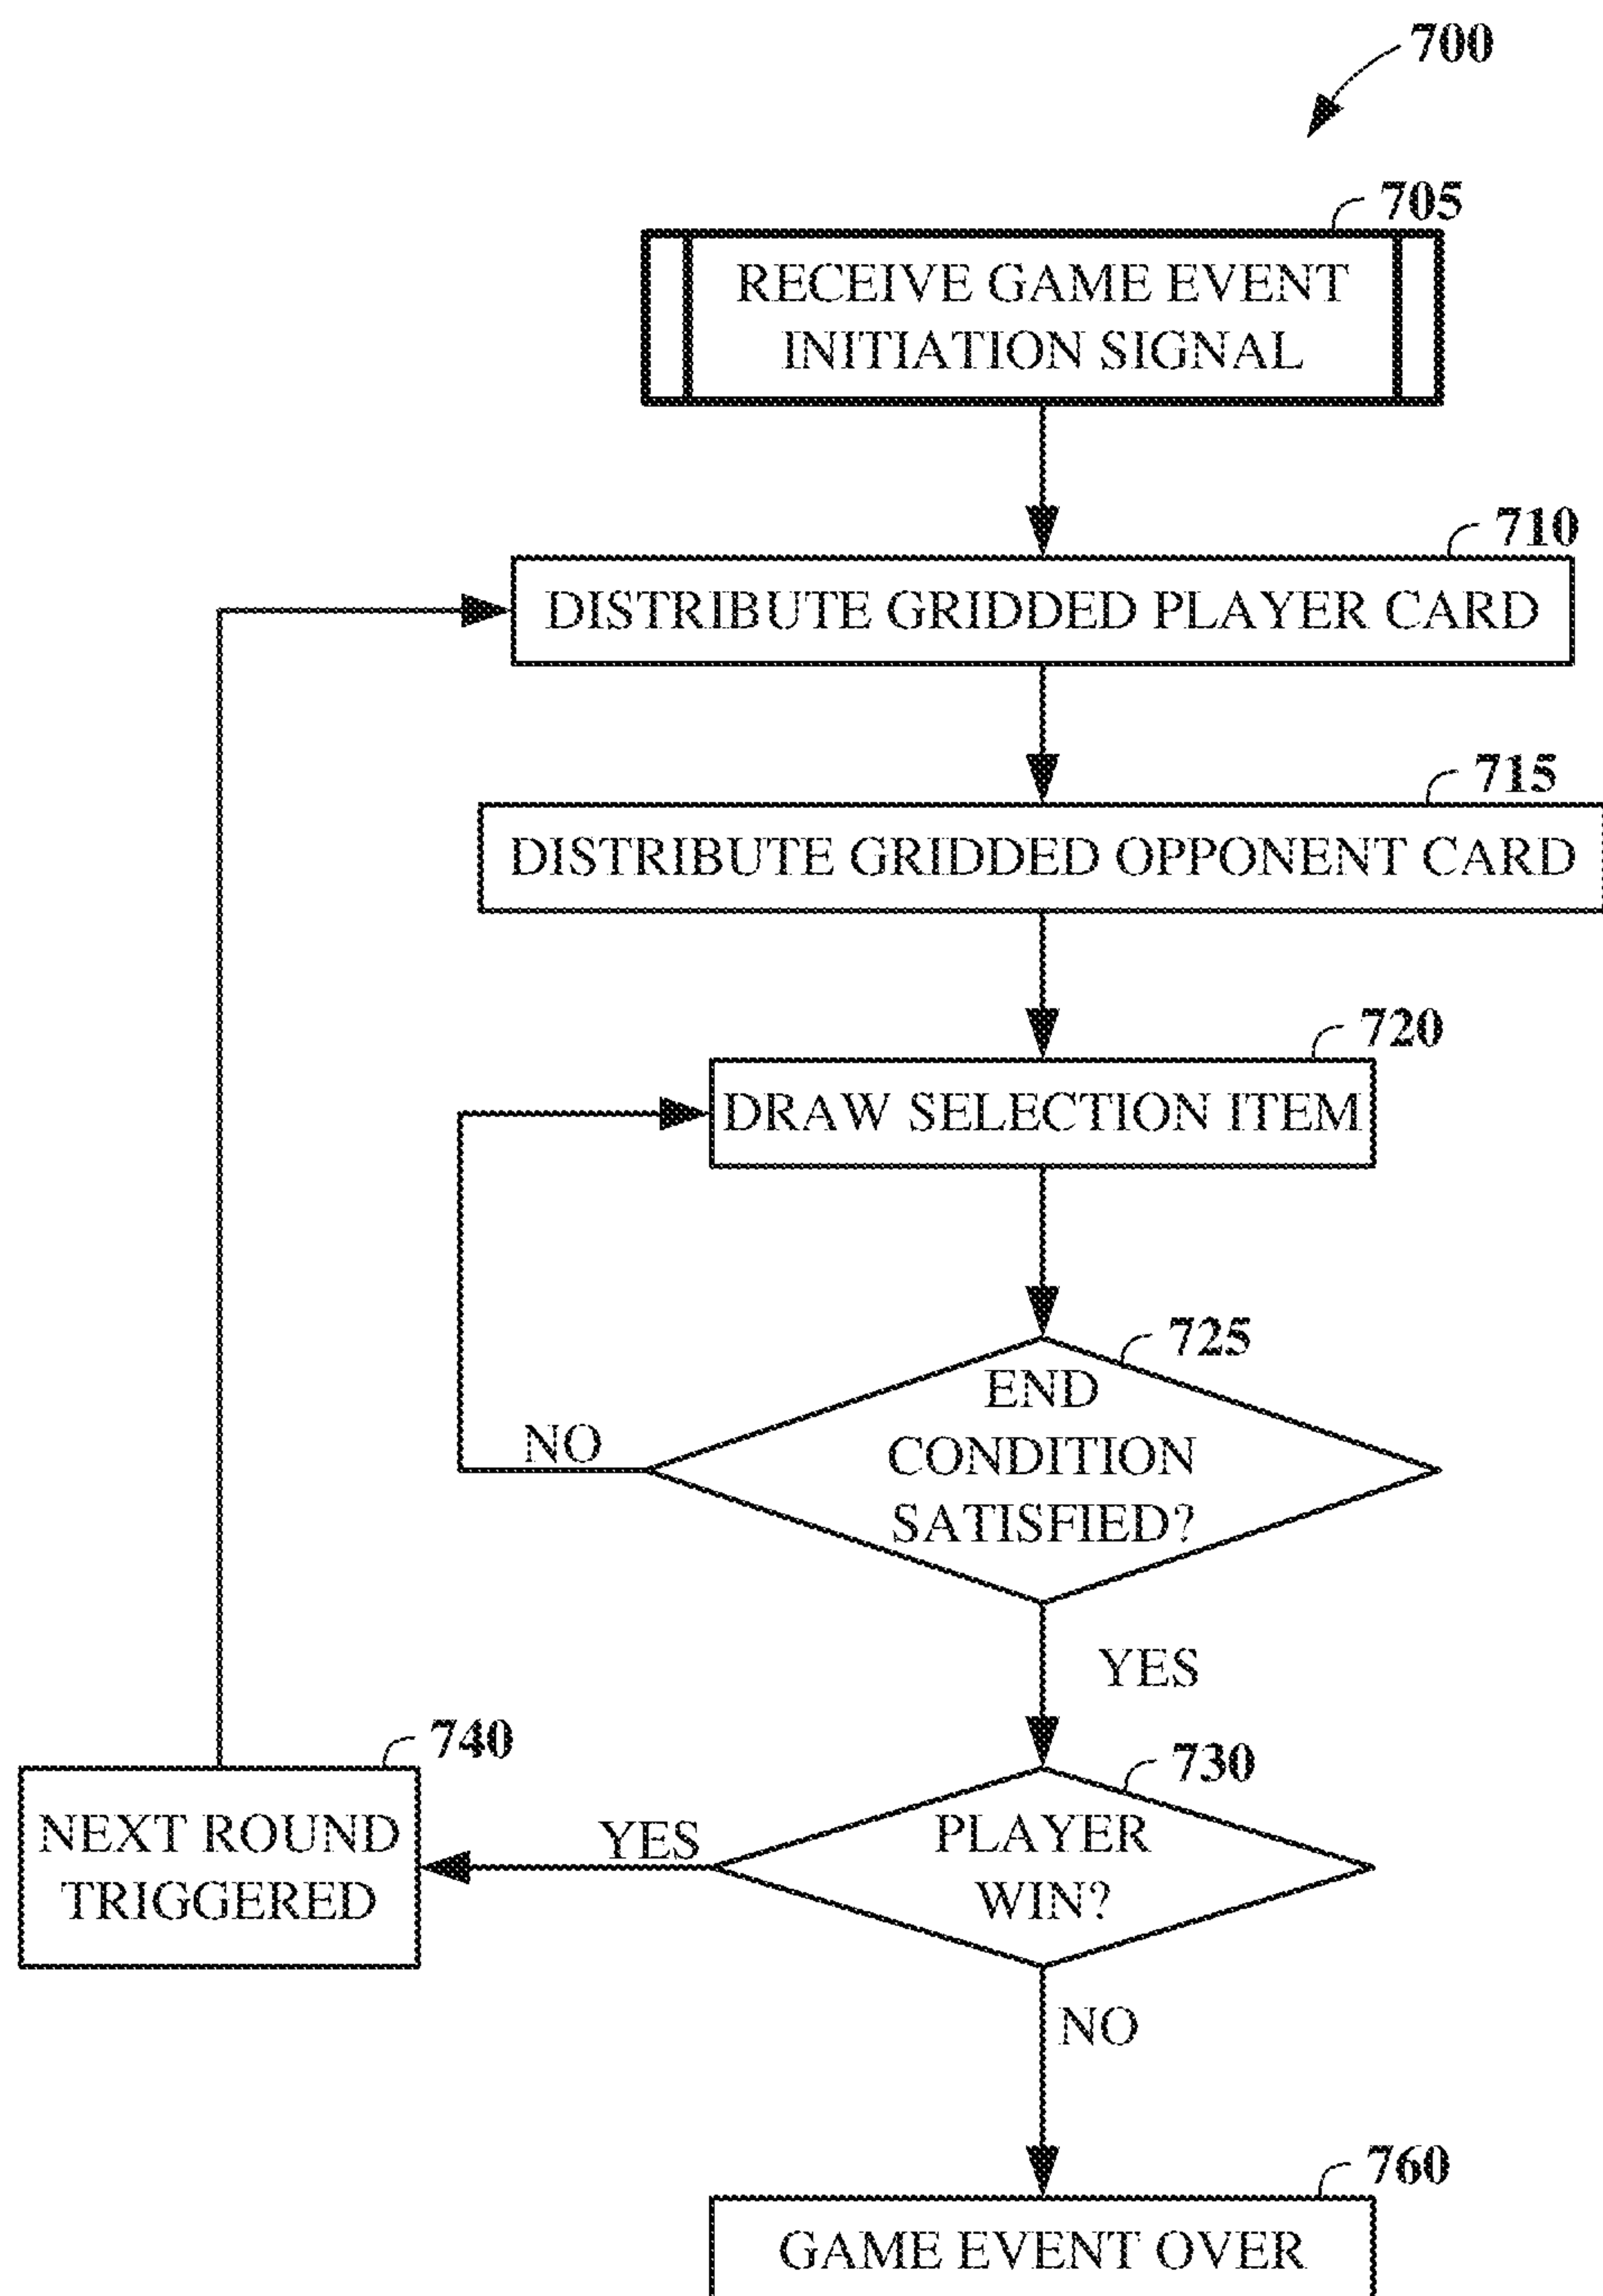 700
705
RECEIVE GAME EVENT
INITIATION SIGNAL
710
DISTRIBUTE GRIDDED PLAYER CARD
715
DISTRIBUTE GRIDDED OPPONENT CARD
720
DRAW SELECTION ITEM
725
END
CONDITION
SATISFIED?
NO
YES
730
PLAYER
WIN?
YES
740
NEXT ROUND
TRIGGERED
NO
760
GAME EVENT OVER